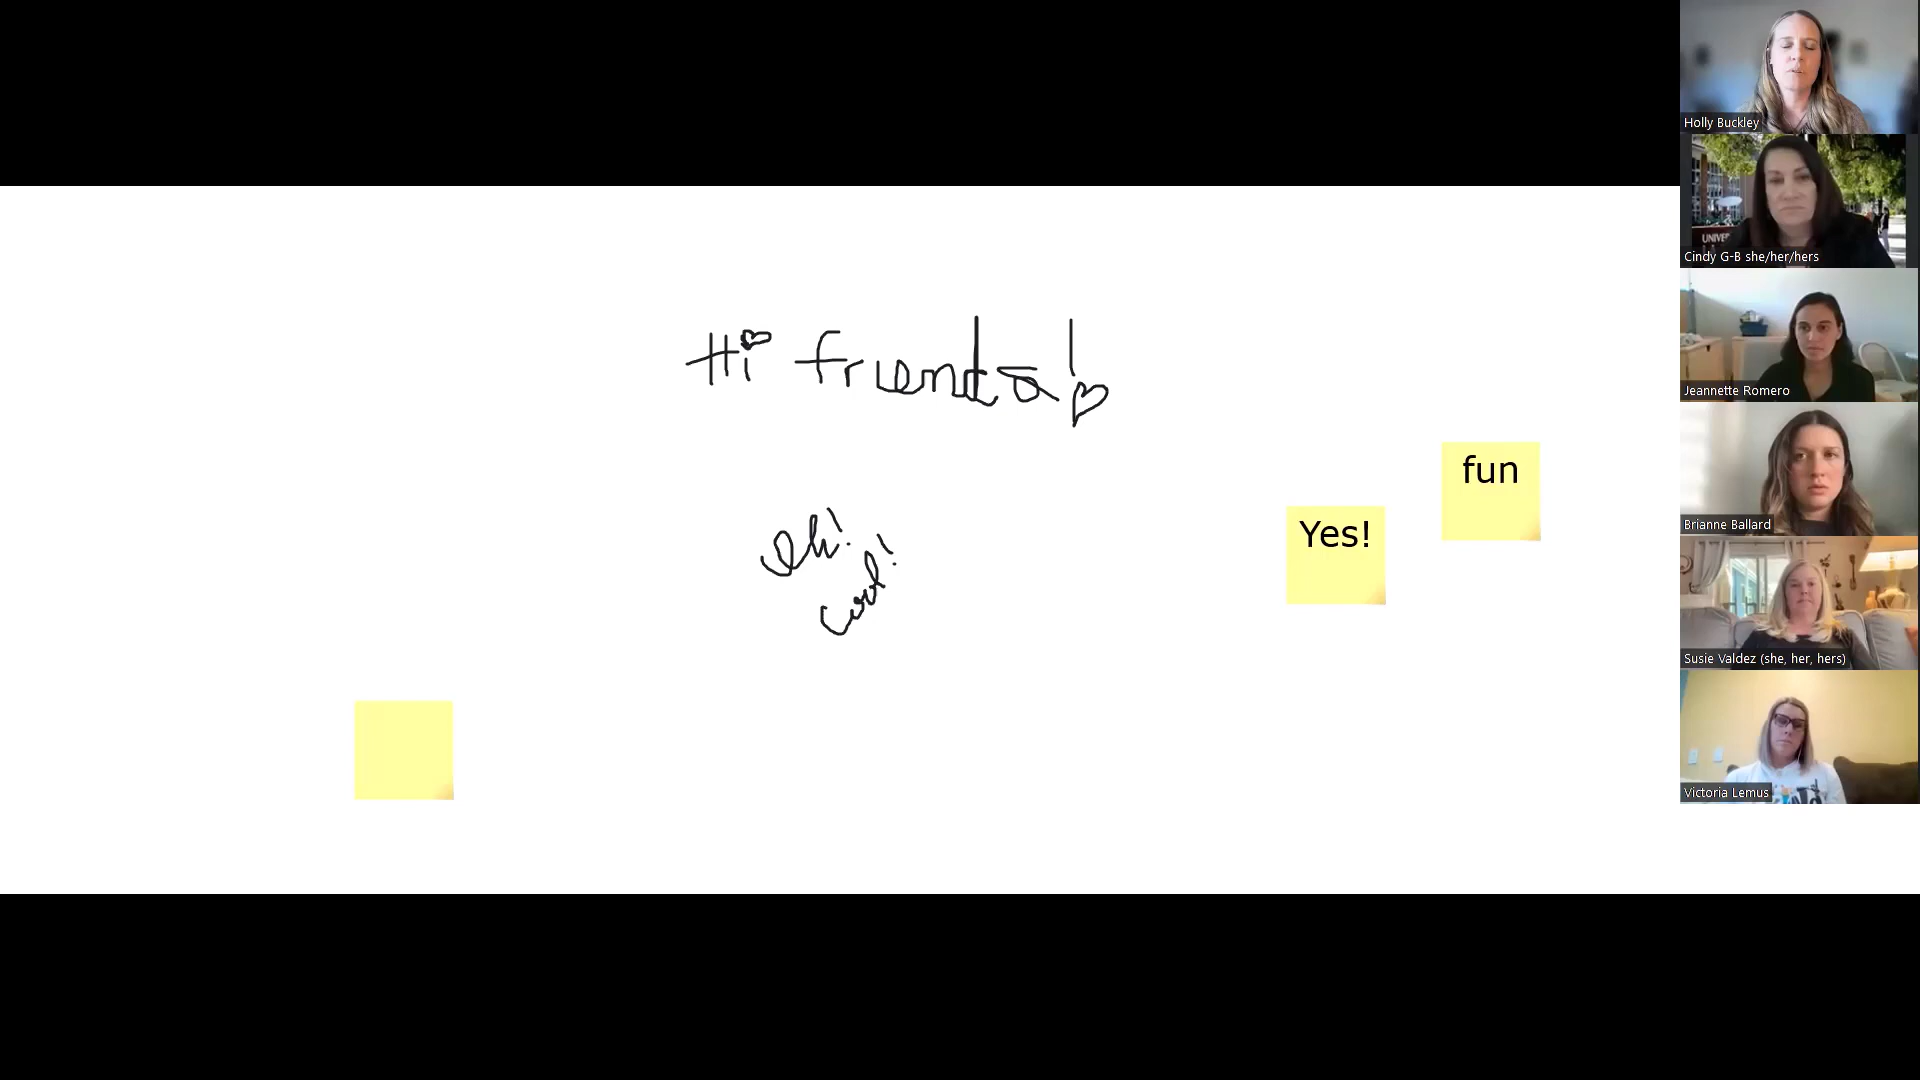 Hi friends!
fun
Yes!
Oh!
Cool!
Holly Buckley
UNIVE
Cindy G-B she/her/hers
Jeannette Romero
Brianne Ballard
Susie Valdez (she, her, hers)
Victoria Lemus